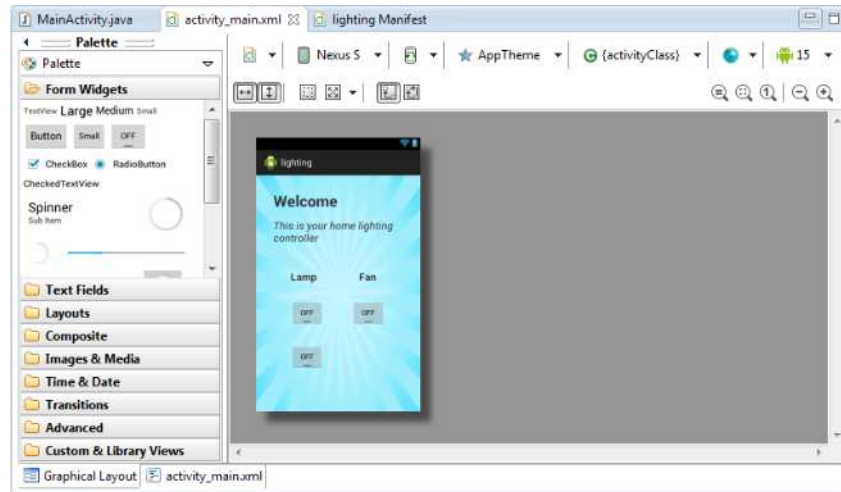 MainActivity.java
activity_main.xml
lighting Manifest
Palette
Palette
Nexus S
AppTheme
{activityClass}
15
Form Widgets
TextView Large Medium Small
Button Small OFF
CheckBox RadioButton
CheckedTextView
Spinner
Sub Item
Text Fields
Layouts
Composite
Images & Media
Time & Date
Transitions
Advanced
Custom & Library Views
lighting
Welcome
This is your home lighting
controller
Lamp Fan
OFF OFF
OFF
Graphical Layout
activity_main.xml